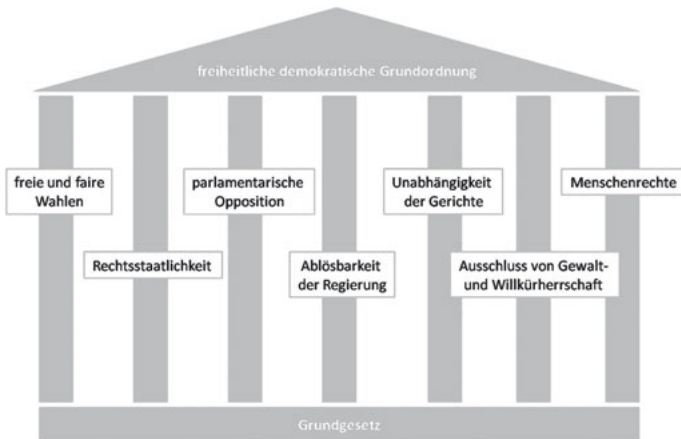 freiheitliche demokratische Grundordnung
freie und faire
Wahlen
Rechtsstaatlichkeit
parlamentarische
Opposition
Ablösbarkeit
der Regierung
Unabhängigkeit
der Gerichte
Ausschluss von Gewalt-
und Willkürherrschaft
Menschenrechte
Grundgesetz